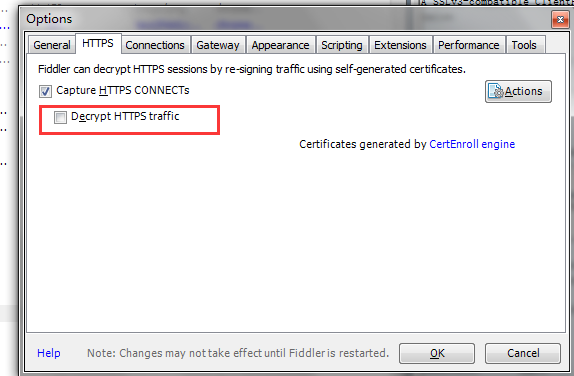 A SSLv3-compatible ClientH
Options
General HTTPS Connections Gateway Appearance Scripting Extensions Performance Tools
Fiddler can decrypt HTTPS sessions by re-signing traffic using self-generated certificates.
Capture HTTPS CONNECTs
Actions
Decrypt HTTPS traffic
Certificates generated by CertEnroll engine
Help Note: Changes may not take effect until Fiddler is restarted. OK Cancel